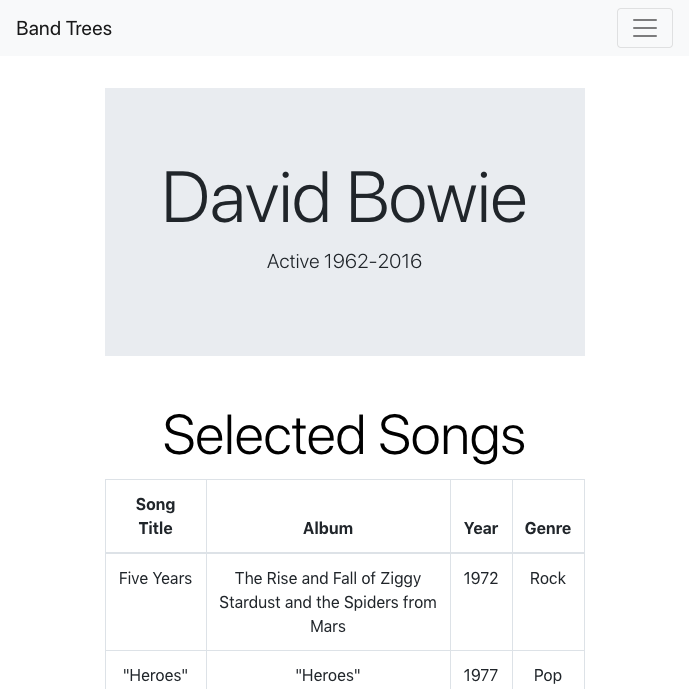 Band Trees
David Bowie
Active 1962-2016
Selected Songs
Song Title Album Year Genre
Five Years The Rise and Fall of Ziggy Stardust and the Spiders from Mars 1972 Rock
"Heroes" "Heroes" 1977 Pop